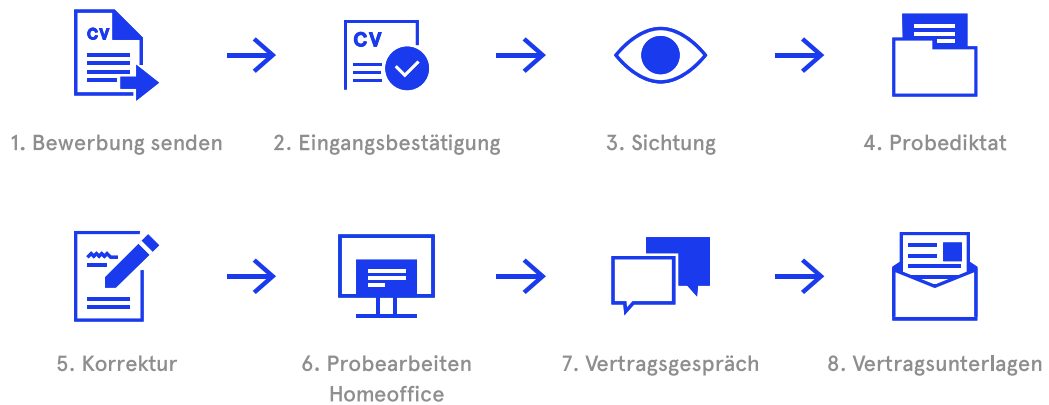 CV
CV
1. Bewerbung senden
2. Eingangsbestätigung
3. Sichtung
4. Probediktat
5. Korrektur
6. Probearbeiten
Homeoffice
7. Vertragsgespräch
8. Vertragsunterlagen